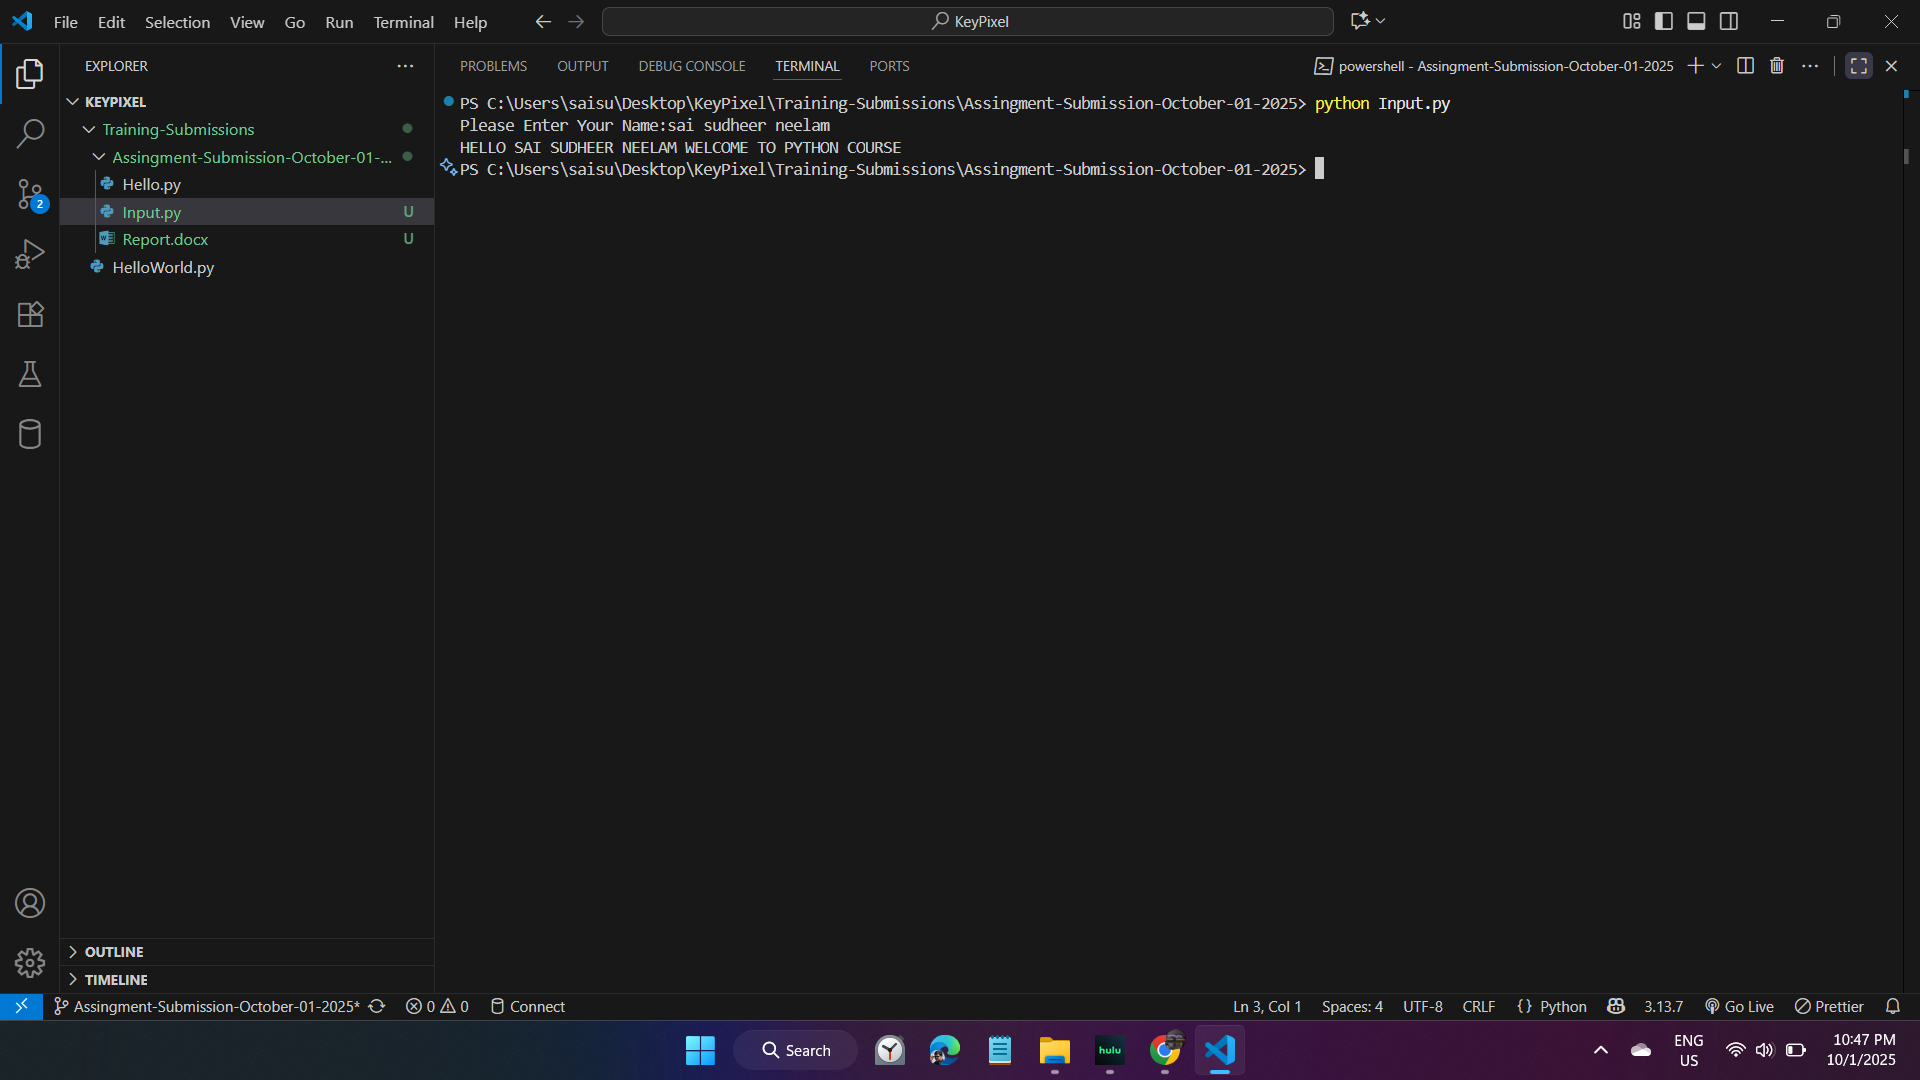 File Edit Selection View Go Run Terminal Help
KeyPixel
EXPLORER
KEYPIXEL
Training-Submissions
Assingment-Submission-October-01-...
Hello.py
Input.py U
Report.docx U
HelloWorld.py
2
OUTLINE
TIMELINE
PROBLEMS OUTPUT DEBUG CONSOLE TERMINAL PORTS
powershell - Assingment-Submission-October-01-2025
PS C:\Users\saisu\Desktop\KeyPixel\Training-Submissions\Assingment-Submission-October-01-2025> python Input.py
Please Enter Your Name:sai sudheer neelam
HELLO SAI SUDHEER NEELAM WELCOME TO PYTHON COURSE
PS C:\Users\saisu\Desktop\KeyPixel\Training-Submissions\Assingment-Submission-October-01-2025>
Assingment-Submission-October-01-2025* 0 0 Connect
Ln 3, Col 1 Spaces: 4 UTF-8 CRLF {} Python 3.13.7 Go Live Prettier
Search
hulu
ENG
US
10:47 PM
10/1/2025